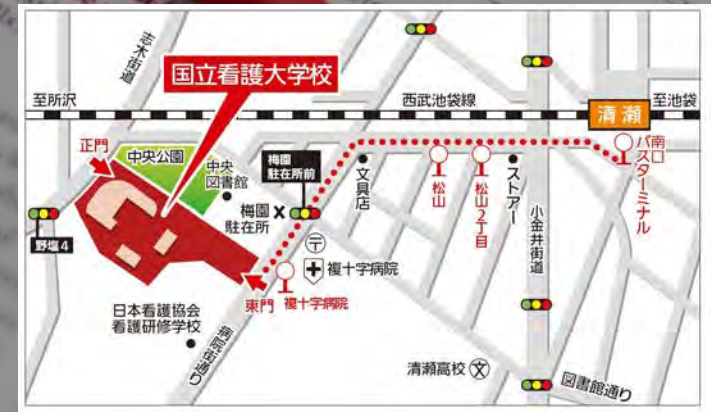 志木街道
国立看護大学校
至所沢
西武池袋線
清瀬
至池袋
正門
中央公園
中央
図書館
梅園
駐在所前
梅園
駐在所
文具店
松山
松山2丁目
ストアー
小金井街道
南口
バスターミナル
野塩4
〒
複十字病院
東門
複十字病院
日本看護協会
看護研修学校
病院街通り
清瀬高校
文
図書館通り